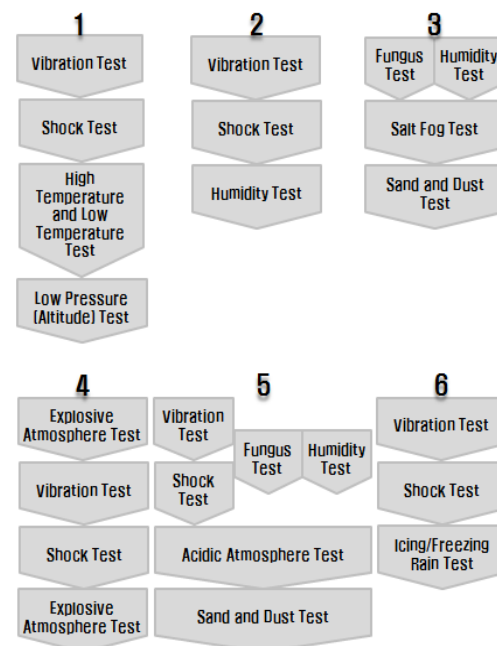 1
Vibration Test
Shock Test
High
Temperature
and Low
Temperature
Test
Low Pressure
(Altitude) Test
2
Vibration Test
Shock Test
Humidity Test
3
Fungus
Test
Humidity
Test
Salt Fog Test
Sand and Dust
Test
4
Explosive
Atmosphere Test
Vibration Test
Shock Test
Explosive
Atmosphere Test
5
Vibration
Test
Shock
Test
Fungus
Test
Humidity
Test
Acidic Atmosphere Test
Sand and Dust Test
6
Vibration Test
Shock Test
Icing/Freezing
Rain Test